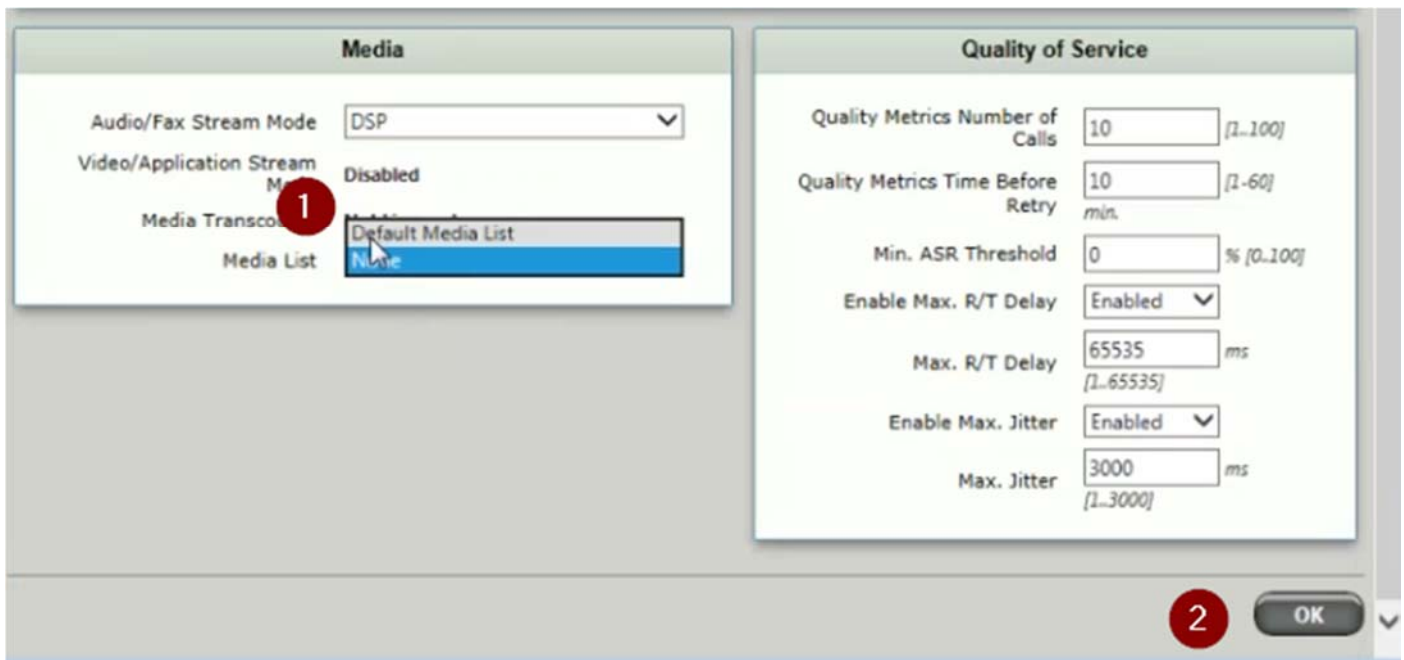 Media
Audio/Fax Stream Mode DSP
Video/Application Stream
Disabled
1
Media
Default Media List
Media List None
Quality of Service
Quality Metrics Number of
Calls 10 [1..100]
Quality Metrics Time Before
Retry 10 [1-60]
min.
Min. ASR Threshold 0 % [0..100]
Enable Max. R/T Delay Enabled
Max. R/T Delay 65535 ms
[1..65535]
Enable Max. Jitter Enabled
Max. Jitter 3000 ms
[1..3000]
2 OK